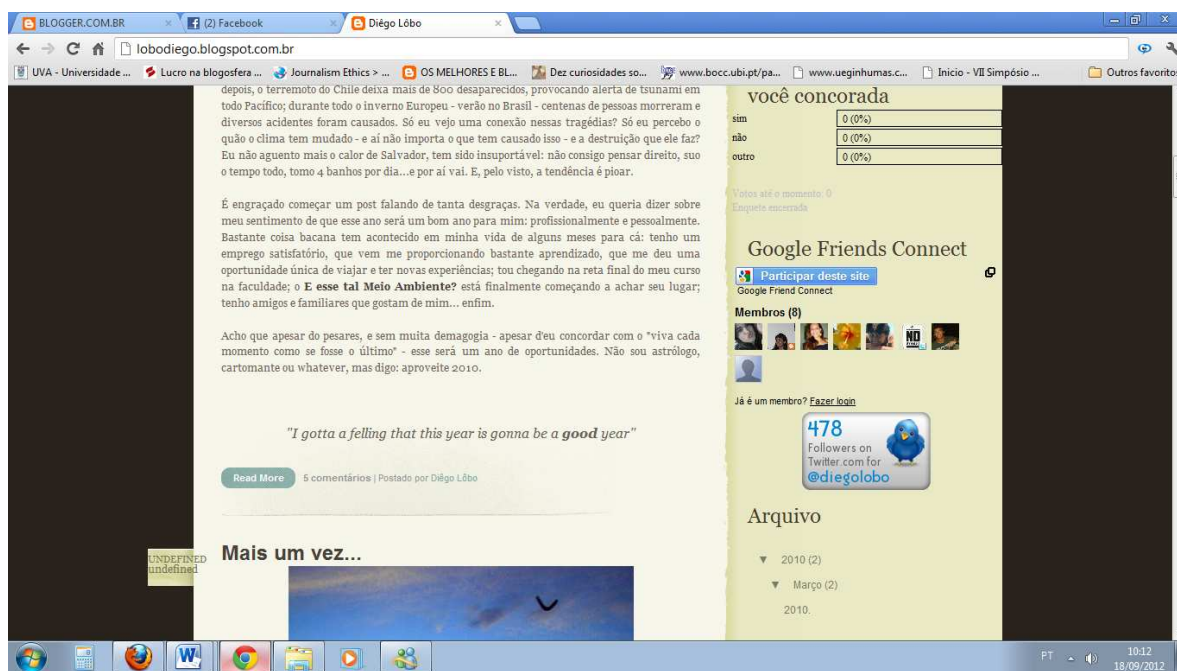 BLOGGER.COM.BR
(2) Facebook
Diêgo Lôbo
lobodiego.blogspot.com.br
UVA - Universidade ...
Lucro na blogosfera ...
Journalism Ethics > ...
OS MELHORES E BL...
Dez curiosidades so...
www.bocc.ubi.pt/pa...
www.ueginhumas.c...
Inicio - VII Simpósio ...
Outros favoritos
depois, o terremoto do Chile deixa mais de 800 desaparecidos, provocando alerta de tsunami em
todo Pacífico; durante todo o inverno Europeu - verão no Brasil - centenas de pessoas morreram e
diversos acidentes foram causados. Só eu vejo uma conexão nessas tragédias? Só eu percebo o
quão o clima tem mudado - e aí não importa o que tem causado isso - e a destruição que ele faz?
Eu não aguento mais o calor de Salvador, tem sido insuportável: não consigo pensar direito, suo
o tempo todo, tomo 4 banhos por dia...e por aí vai. E, pelo visto, a tendência é pioar.
É engraçado começar um post falando de tanta desgraças. Na verdade, eu queria dizer sobre
meu sentimento de que esse ano será um bom ano para mim: profissionalmente e pessoalmente.
Bastante coisa bacana tem acontecido em minha vida de alguns meses para cá: tenho um
emprego satisfatório, que vem me proporcionando bastante aprendizado, que me deu uma
oportunidade única de viajar e ter novas experiências; tou chegando na reta final do meu curso
na faculdade; o E esse tal Meio Ambiente? está finalmente começando a achar seu lugar;
tenho amigos e familiares que gostam de mim... enfim.
Acho que apesar do pesares, e sem muita demagogia - apesar d'eu concordar com o "viva cada
momento como se fosse o último" - esse será um ano de oportunidades. Não sou astrólogo,
cartomante ou whatever, mas digo: aproveite 2010.
"I gotta a felling that this year is gonna be a good year"
Read More 5 comentários | Postado por Diêgo Lôbo
UNDEFINED
undefined
Mais um vez...
você concorada
sim 0 (0%)
não 0 (0%)
outro 0 (0%)
Votos até o momento: 0
Enquete encerrada
Google Friends Connect
Participar deste site
Google Friend Connect
Membros (8)
Já é um membro? Fazer login
478
Followers on
Twitter.com for
@diegolobo
Arquivo
▼ 2010 (2)
▼ Março (2)
2010.
PT
10:12
18/09/2012